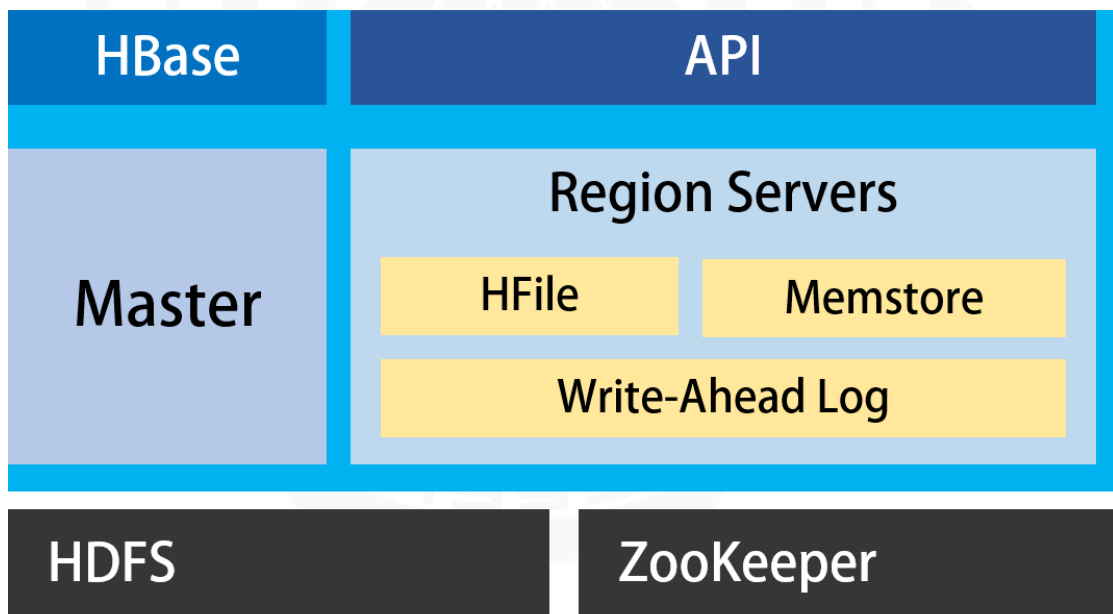 HBase
API
Master
Region Servers
HFile
Memstore
Write-Ahead Log
HDFS
ZooKeeper